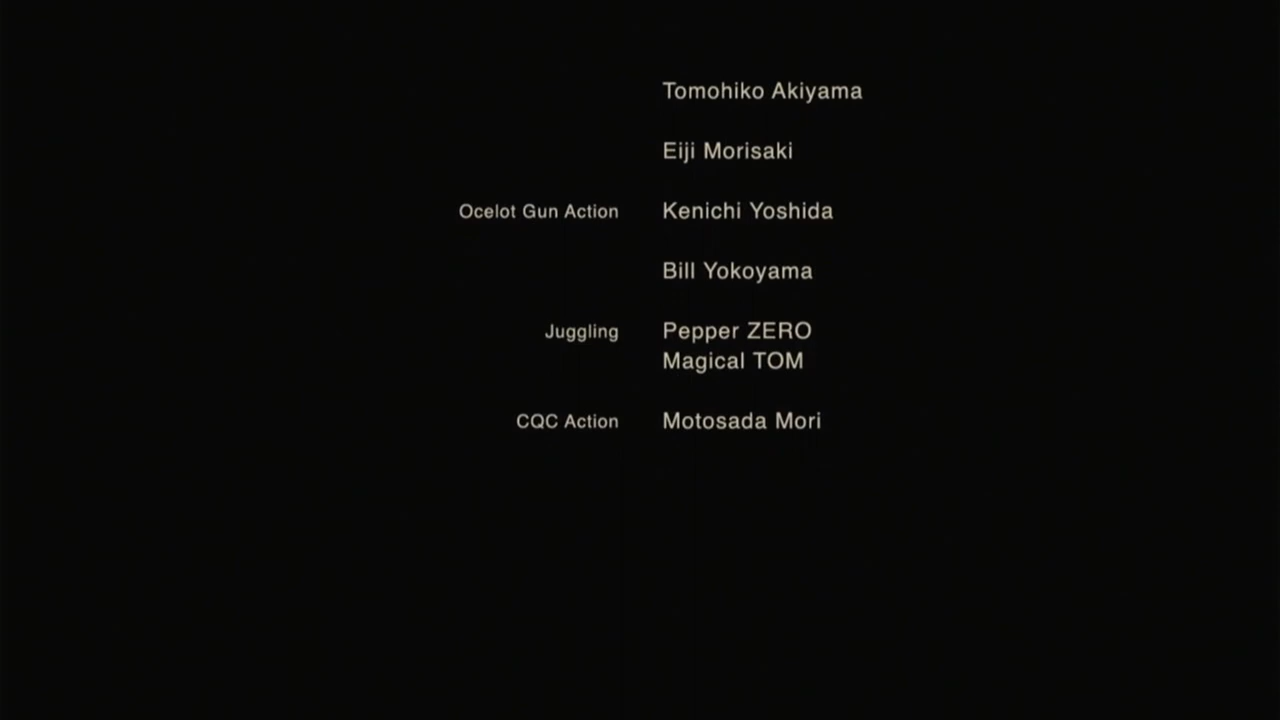 Tomohiko Akiyama
Eiji Morisaki
Ocelot Gun Action Kenichi Yoshida
Bill Yokoyama
Juggling Pepper ZERO
Magical TOM
CQC Action Motosada Mori